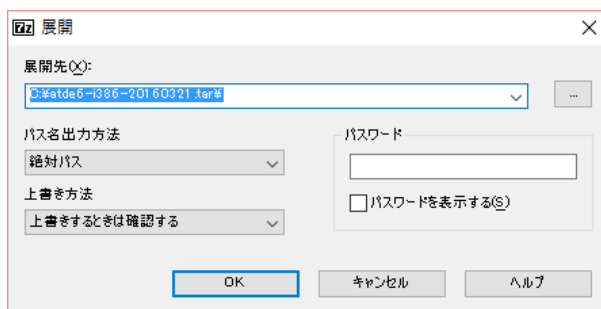 7z 展開
展開先(X):
C:¥atde6-i386-20160321.tar¥
...
パス名出力方法
絶対パス
上書き方法
上書きするときは確認する
パスワード
パスワードを表示する(S)
OK
キャンセル
ヘルプ